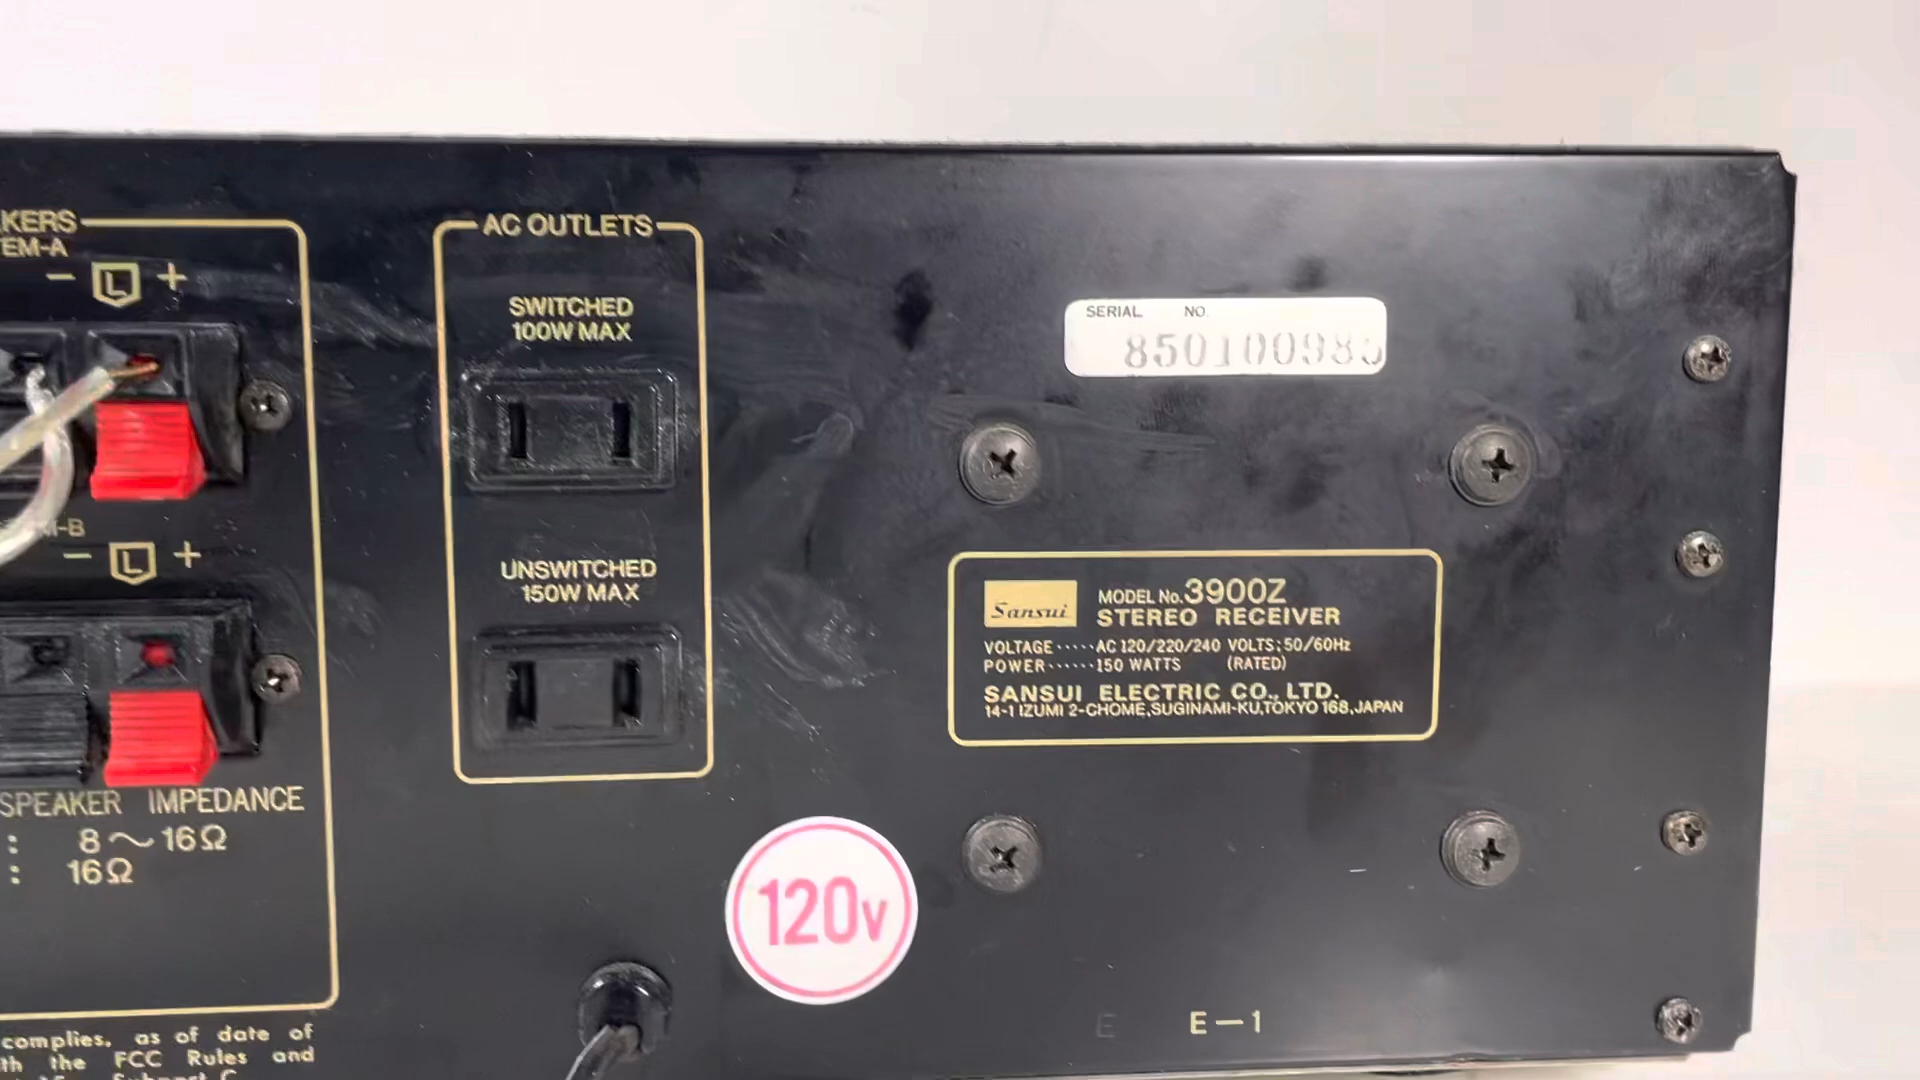 SYSTEM-A
- L +
- L +
SPEAKER IMPEDANCE
: 8～16Ω
: 16Ω
complies, as of date of
the FCC Rules and
AC OUTLETS
SWITCHED
100W MAX
UNSWITCHED
150W MAX
120V
SERIAL NO.
Sansui
MODEL No. 3900Z
STEREO RECEIVER
VOLTAGE ····· AC 120/220/240 VOLTS; 50/60Hz
POWER ······ 150 WATTS (RATED)
SANSUI ELECTRIC CO., LTD.
14-1 IZUMI 2-CHOME, SUGINAMI-KU, TOKYO 168, JAPAN
E E-1